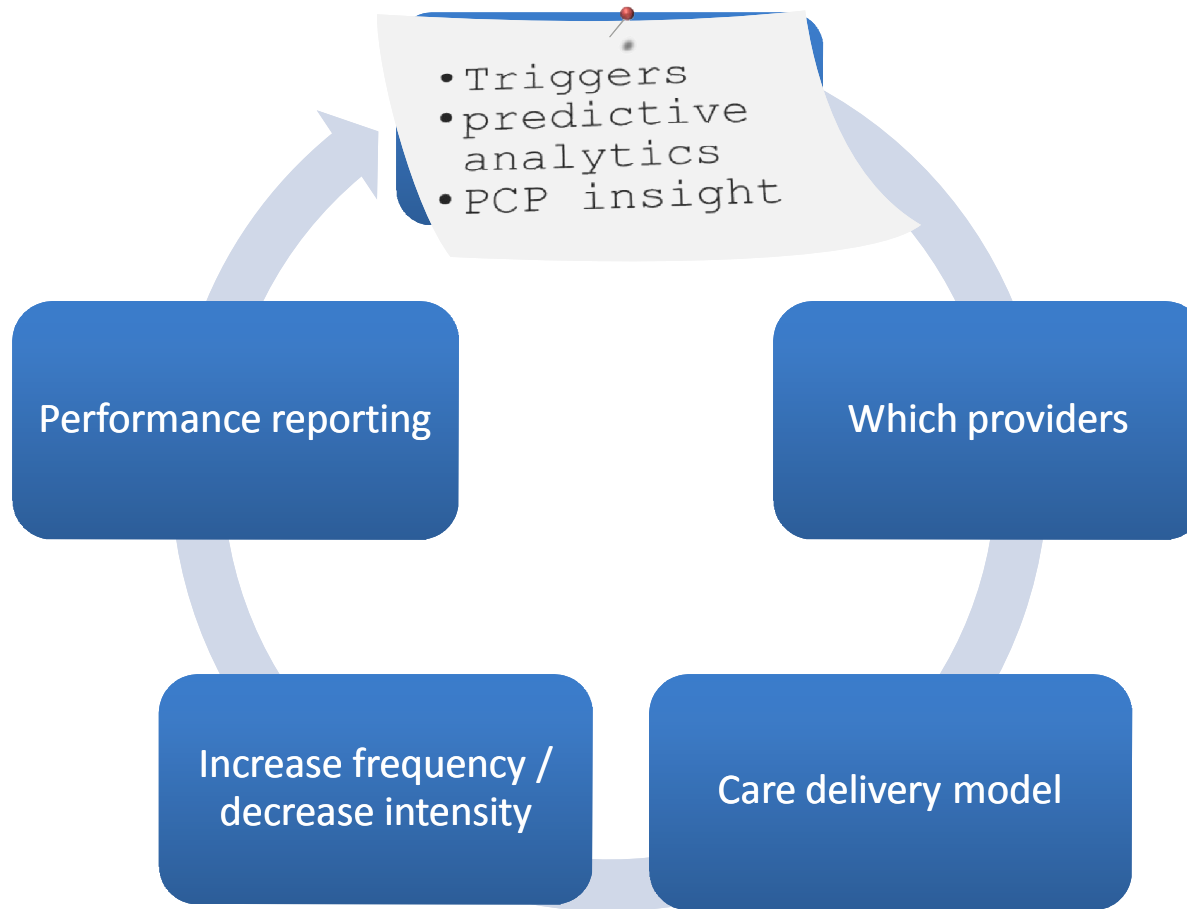 • Triggers
• predictive
analytics
• PCP insight
Performance reporting
Which providers
Increase frequency /
decrease intensity
Care delivery model